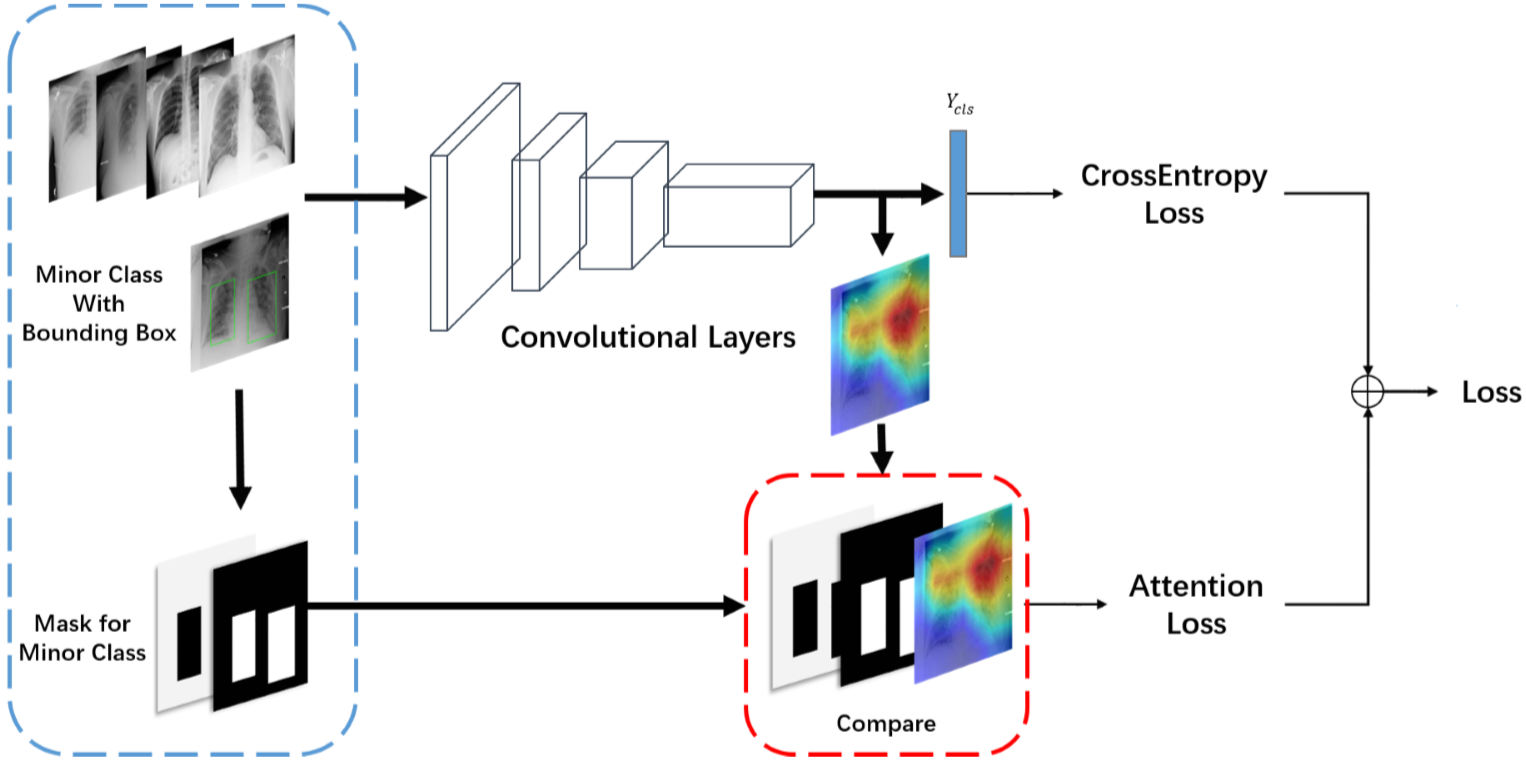 Y_cls
CrossEntropy
Loss
Minor Class
With
Bounding Box
Convolutional Layers
Loss
Mask for
Minor Class
Attention
Loss
Compare